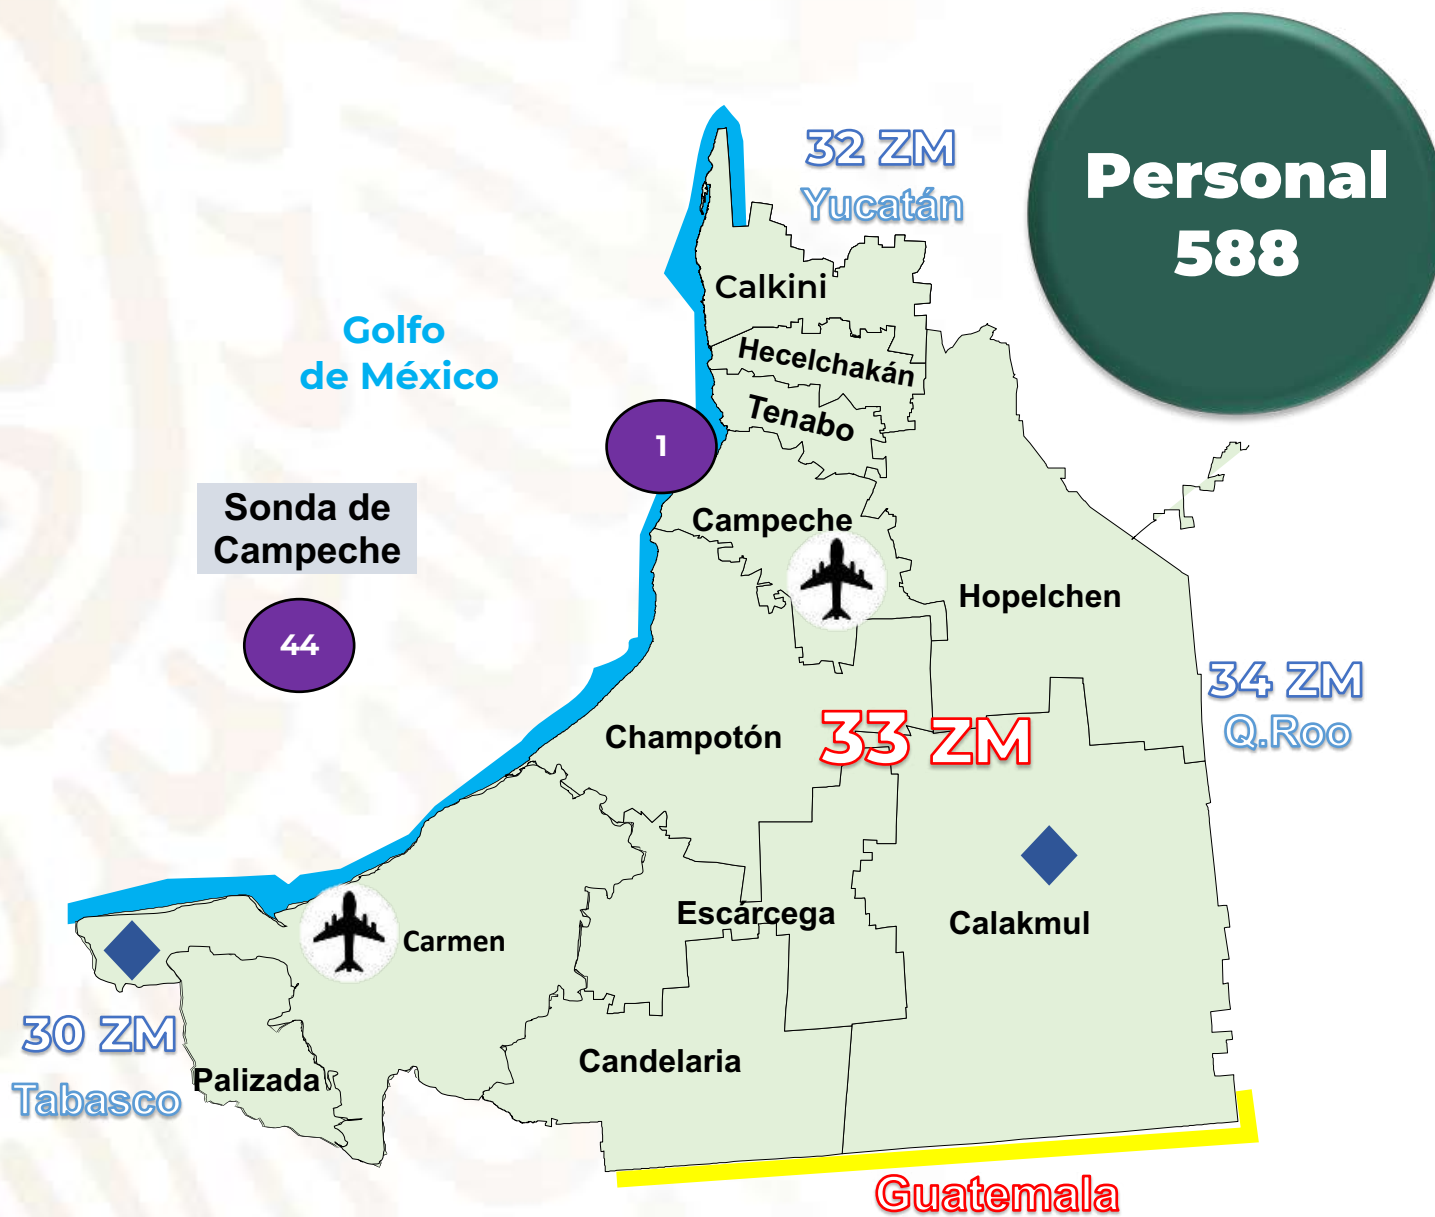 Personal
588
32 ZM
Yucatán
Calkini
Golfo
de México
Hecelchakán
Tenabo
1
Sonda de
Campeche
Campeche
44
Hopelchen
34 ZM
Q.Roo
Champotón
33 ZM
Escárcega
Calakmul
Carmen
30 ZM
Tabasco
Palizada
Candelaria
Guatemala